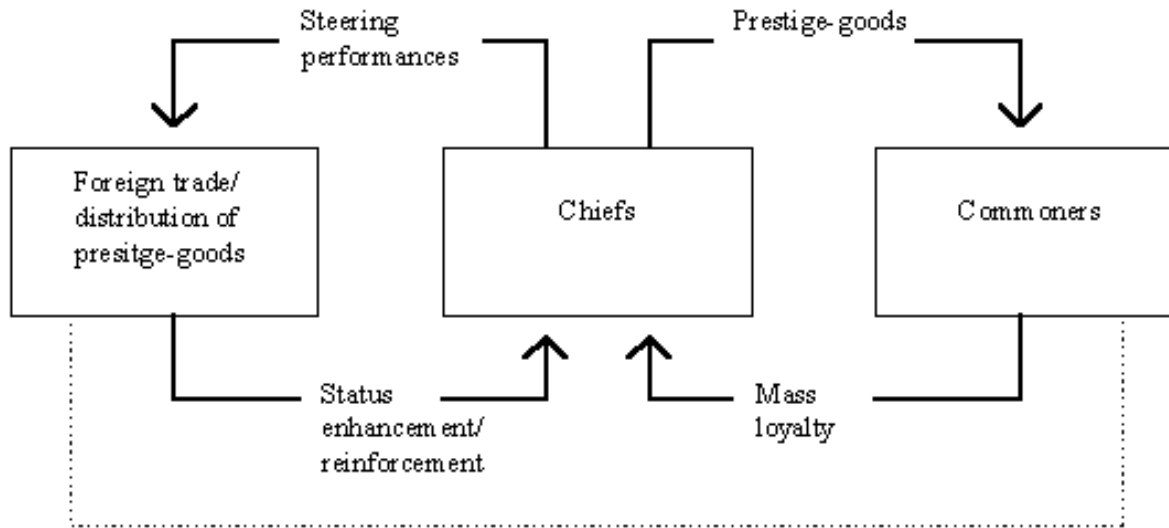 Steering
performances
Prestige-goods
Foreign trade/
distribution of
presitge-goods
Chiefs
Commoners
Status
enhancement/
reinforcement
Mass
loyalty